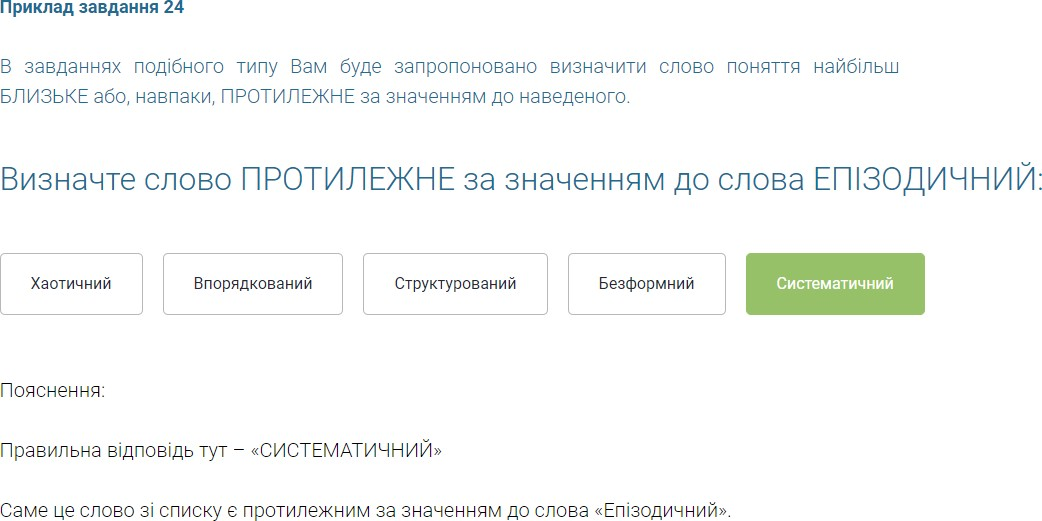 Приклад завдання 24
В завданнях подібного типу Вам буде запропоновано визначити слово поняття найбільш
БЛИЗЬКЕ або, навпаки, ПРОТИЛЕЖНЕ за значенням до наведеного.
Визначте слово ПРОТИЛЕЖНЕ за значенням до слова ЕПІЗОДИЧНИЙ:
Хаотичний Впорядкований Структурований Безформний Систематичний
Пояснення:
Правильна відповідь тут – «СИСТЕМАТИЧНИЙ»
Саме це слово зі списку є протилежним за значенням до слова «Епізодичний».